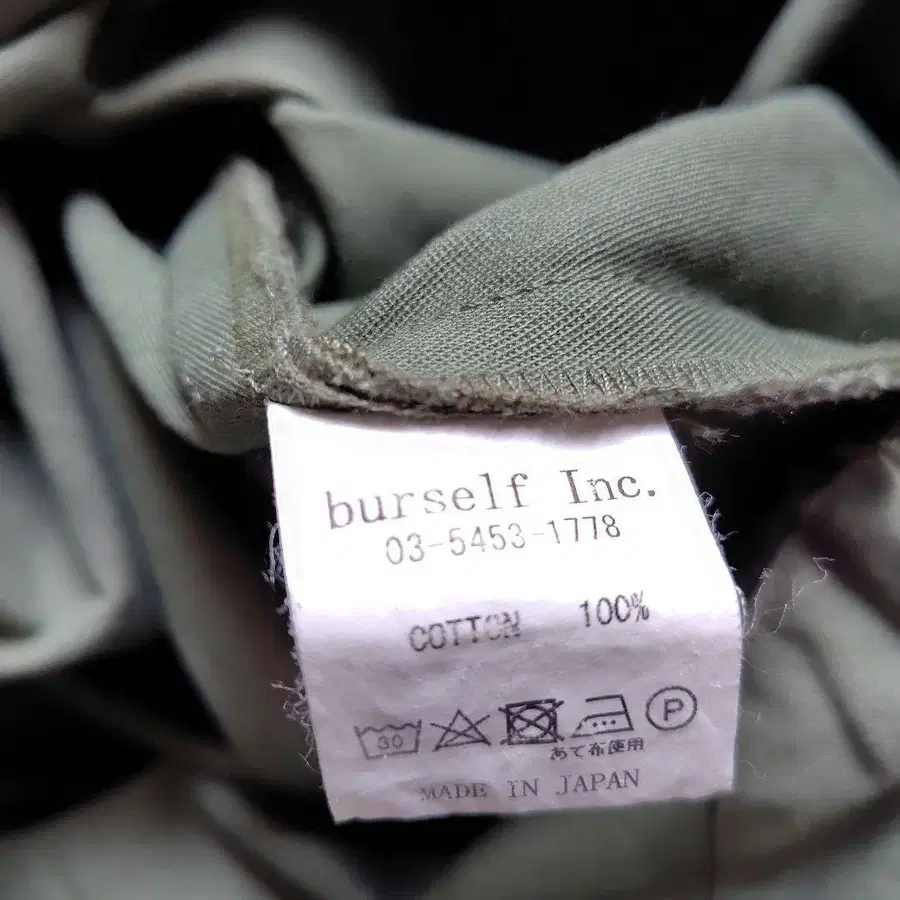 burself Inc.
03-5453-1778
COTTON 100%
30 P
あて布使用
MADE IN JAPAN